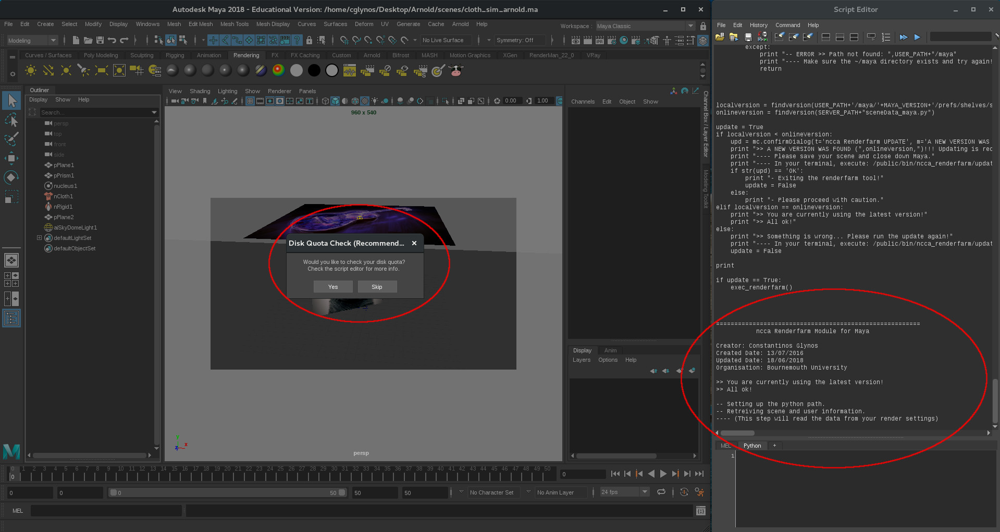 Autodesk Maya 2018 - Educational Version: /home/cglynos/Desktop/Arnold/scenes/cloth_sim_arnold.ma
File Edit Create Select Modify Display Windows Mesh Edit Mesh Mesh Tools Mesh Display Curves Surfaces Deform UV Generate Cache Arnold Help
Workspace : Maya Classic
Modeling
No Live Surface
Symmetry: Off
Curves / Surfaces Poly Modeling Sculpting Rigging Animation Rendering FX FX Caching Custom Arnold Bifrost MASH Motion Graphics XGen RenderMan_22_0 VRay
Outliner
Display Show Help
Search...
persp
top
front
side
pPlane1
pPrism1
nucleus1
nCloth1
nRigid1
pPlane2
aiSkyDomeLight1
defaultLightSet
defaultObjectSet
View Shading Lighting Show Renderer Panels
0.00
1.00
960 x 540
Disk Quota Check (Recommend...
Would you like to check your disk quota?
Check the script editor for more info.
Yes Skip
Y
X
Z
persp
Channels Edit Object Show
Channel Box / Layer Editor
Modeling Toolkit
Display Anim
Layers Options Help
0 1 2 3 4 5 6 7 8 9 10 11 12 13 14 15 16 17 18 19 20 21 22 23 24 25 26 27 28 29 30 31 32 33 34 35 36 37 38 39 40 41 42 43 44 45 46 47 48 49 50
0
0
0 0 0 50 50 50 No Character Set No Anim Layer 24 fps
MEL
Script Editor
File Edit History Command Help
except:
print "-- ERROR >> Path not found: ",USER_PATH+"/maya"
print "---- Make sure the ~/maya directory exists and try again!
return
localVersion = findVersion(USER_PATH+'/maya/'+MAYA_VERSION+'/prefs/shelves/s
onlineVersion = findVersion(SERVER_PATH+"sceneData_maya.py")
update = True
if localVersion < onlineVersion:
upd = mc.confirmDialog(t='ncca Renderfarm UPDATE', m='A NEW VERSION WAS
print ">> A NEW VERSION WAS FOUND (",onlineVersion,")!!! Updating is rec
print "---- Please save your scene and close down Maya."
print "---- In your terminal, execute: /public/bin/ncca_renderfarm/updat
if str(upd) == 'OK':
print "- Exiting the renderfarm tool!"
update = False
else:
print "- Please proceed with caution."
elif localVersion == onlineVersion:
print ">> You are currently using the latest version!"
print ">> All ok!"
else:
print ">> Something is wrong... Please run the update again!"
print "---- In your terminal, execute: /public/bin/ncca_renderfarm/updat
update = False
print
if update == True:
exec_renderfarm()
========================================================
ncca Renderfarm Module for Maya
Creator: Constantinos Glynos
Created Date: 13/07/2016
Updated Date: 18/06/2018
Organisation: Bournemouth University
>> You are currently using the latest version!
>> All ok!
-- Setting up the python path.
-- Retreiving scene and user information.
---- (This step will read the data from your render settings)
MEL Python +
1